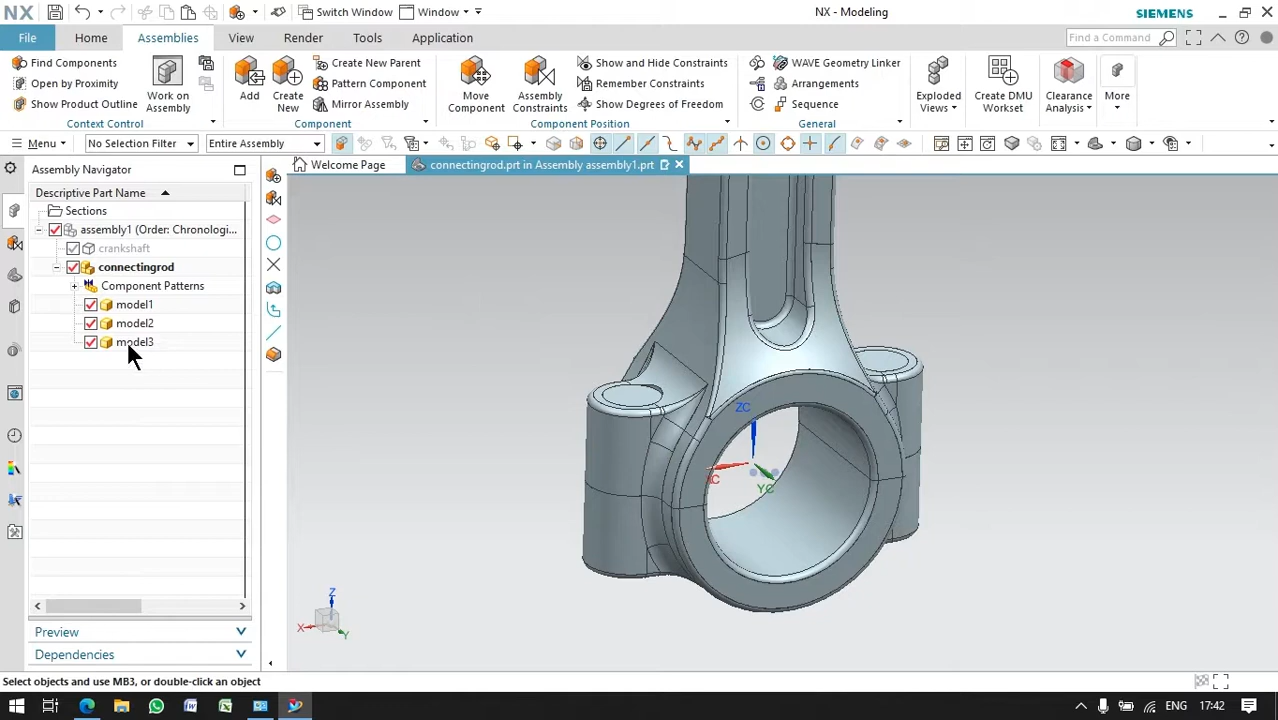 NX
Switch Window
Window
NX - Modeling
SIEMENS
File
Home
Assemblies
View
Render
Tools
Application
Find a Command
Find Components
Open by Proximity
Show Product Outline
Context Control
Work on
Assembly
Add
Create
New
Create New Parent
Pattern Component
Mirror Assembly
Component
Move
Component
Assembly
Constraints
Show and Hide Constraints
Remember Constraints
Show Degrees of Freedom
Component Position
WAVE Geometry Linker
Arrangements
Sequence
General
Exploded
Views
Create DMU
Workset
Clearance
Analysis
More
Menu
No Selection Filter
Entire Assembly
Assembly Navigator
Welcome Page
connectingrod.prt in Assembly assembly1.prt
Descriptive Part Name
Sections
assembly1 (Order: Chronologi...
crankshaft
connectingrod
Component Patterns
model1
model2
model3
ZC
YC
Z
X
Y
Preview
Dependencies
Select objects and use MB3, or double-click an object
ENG
17:42